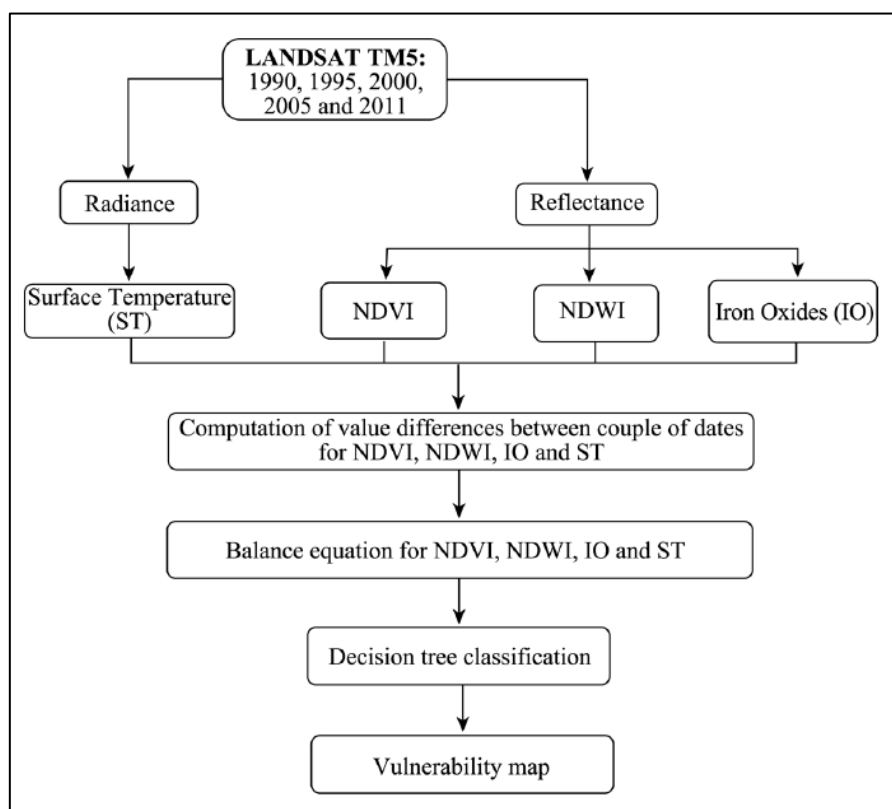 LANDSAT TM5:
1990, 1995, 2000,
2005 and 2011
Radiance
Reflectance
Surface Temperature
(ST)
NDVI
NDWI
Iron Oxides (IO)
Computation of value differences between couple of dates
for NDVI, NDWI, IO and ST
Balance equation for NDVI, NDWI, IO and ST
Decision tree classification
Vulnerability map